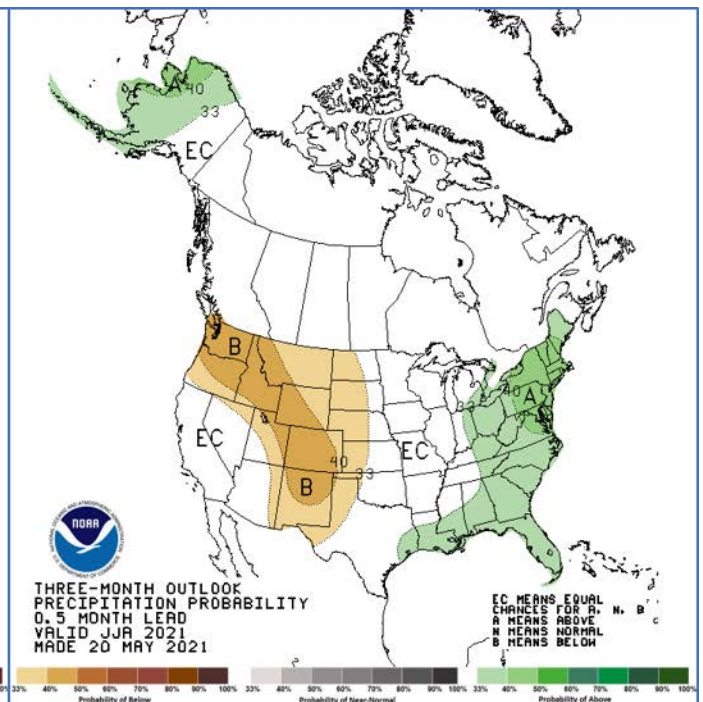 A 40
33
EC
B
40
A
33
EC
EC
40
33
B
NOAA
THREE-MONTH OUTLOOK
PRECIPITATION PROBABILITY
0.5 MONTH LEAD
VALID JJA 2021
MADE 20 MAY 2021
EC MEANS EQUAL
CHANCES FOR A, N, B
A MEANS ABOVE
N MEANS NORMAL
B MEANS BELOW
33% 40% 50% 60% 70% 80% 90% 100%
Probability of Below
33% 40% 50% 60% 70% 80% 90% 100%
Probability of Near-Normal
33% 40% 50% 60% 70% 80% 90% 100%
Probability of Above